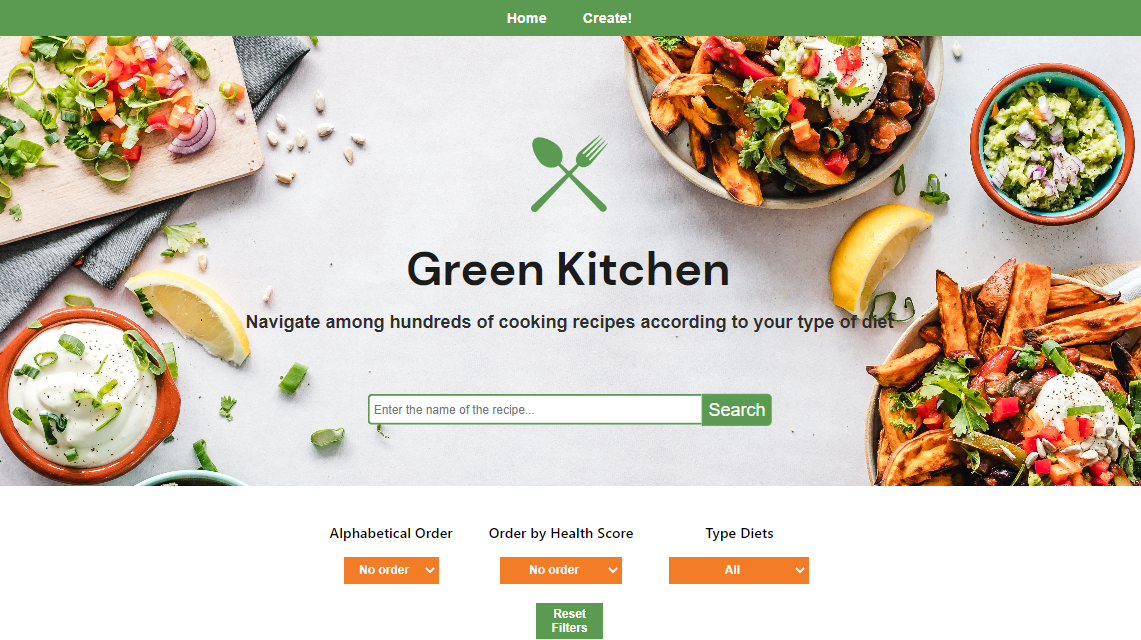 Home Create!
Green Kitchen
Navigate among hundreds of cooking recipes according to your type of diet
Enter the name of the recipe... Search
Alphabetical Order Order by Health Score Type Diets
No order No order All
Reset
Filters